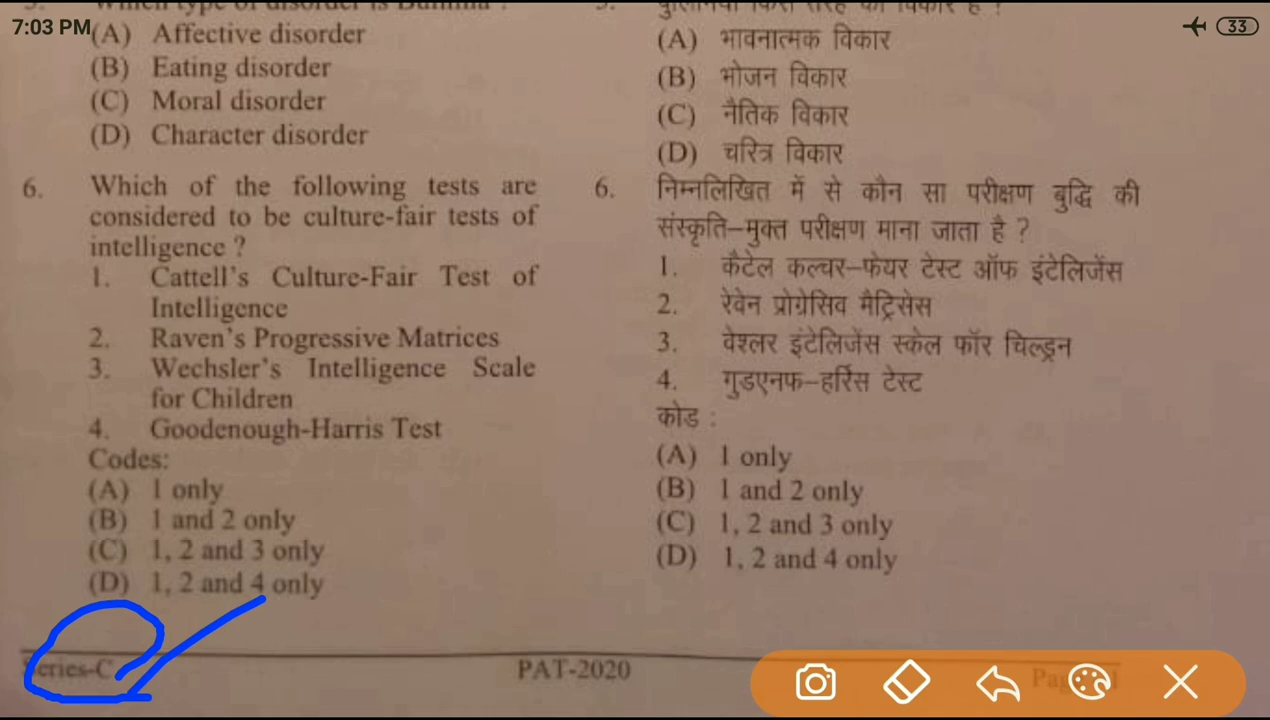 7:03 PM
33
(A) Affective disorder
(B) Eating disorder
(C) Moral disorder
(D) Character disorder
6. Which of the following tests are
considered to be culture-fair tests of
intelligence ?
1. Cattell's Culture-Fair Test of
Intelligence
2. Raven's Progressive Matrices
3. Wechsler's Intelligence Scale
for Children
4. Goodenough-Harris Test
Codes:
(A) 1 only
(B) 1 and 2 only
(C) 1, 2 and 3 only
(D) 1, 2 and 4 only
(A) भावनात्मक विकार
(B) भोजन विकार
(C) नैतिक विकार
(D) चरित्र विकार
6. निम्नलिखित में से कौन सा परीक्षण बुद्धि की
संस्कृति–मुक्त परीक्षण माना जाता है ?
1. कैटेल कल्चर–फेयर टेस्ट ऑफ इंटेलिजेंस
2. रेवेन प्रोग्रेसिव मैट्रिसेस
3. वेश्लर इंटेलिजेंस स्केल फॉर चिल्ड्रन
4. गुडएनफ–हर्रिस टेस्ट
कोड :
(A) 1 only
(B) 1 and 2 only
(C) 1, 2 and 3 only
(D) 1, 2 and 4 only
Series-C
PAT-2020